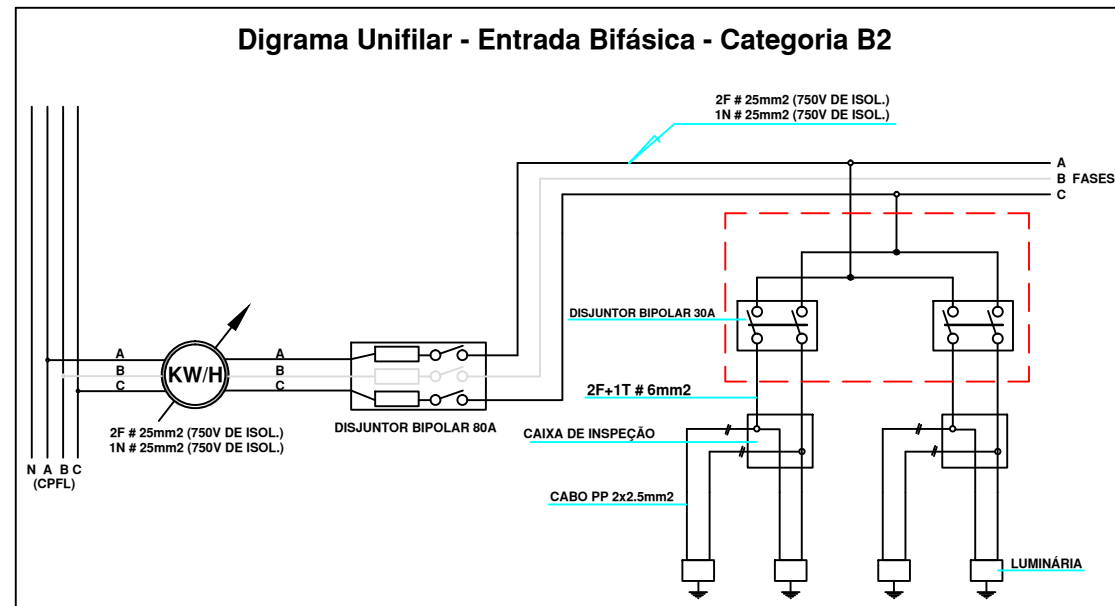 Digrama Unifilar - Entrada Bifásica - Categoria B2
2F # 25mm2 (750V DE ISOL.)
1N # 25mm2 (750V DE ISOL.)
A
B FASES
C
DISJUNTOR BIPOLAR 30A
A
B
C
KW/H
A
B
C
2F+1T # 6mm2
DISJUNTOR BIPOLAR 80A
2F # 25mm2 (750V DE ISOL.)
1N # 25mm2 (750V DE ISOL.)
CAIXA DE INSPEÇÃO
N A B C
(CPFL)
CABO PP 2x2.5mm2
LUMINÁRIA